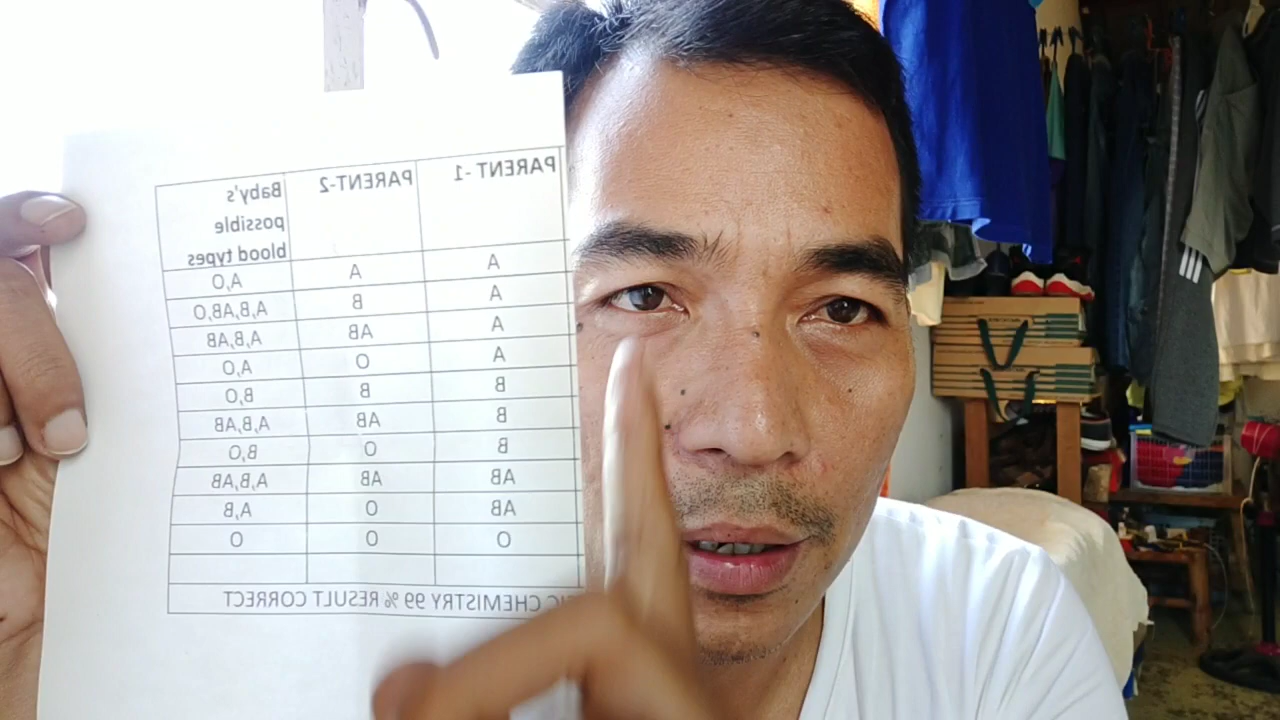 PARENT -1 PARENT-2 Baby's
possible
blood types
A A A,O
A B A,B,AB,O
A AB A,B,AB
A O A,O
B B B,O
B AB A,B,AB
B O B,O
AB AB A,B,AB
AB O A,B
O O O
CHEMISTRY 99 % RESULT CORRECT